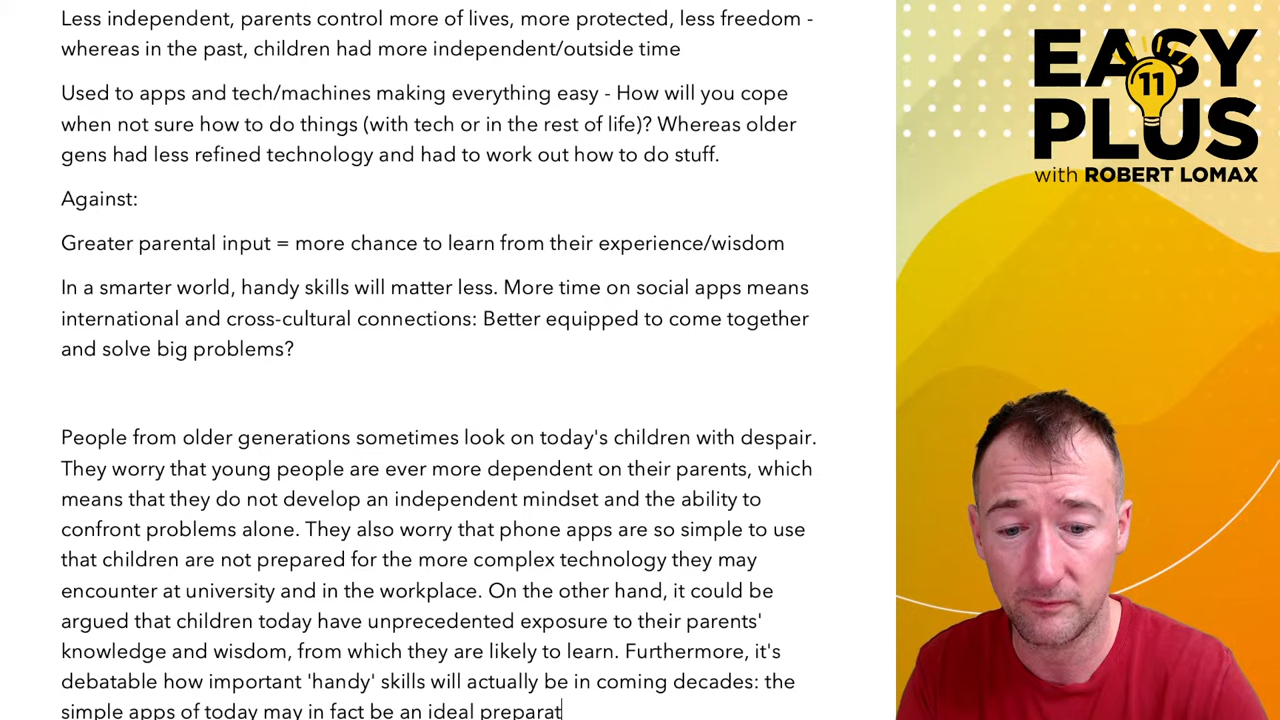 Less independent, parents control more of lives, more protected, less freedom -
whereas in the past, children had more independent/outside time
Used to apps and tech/machines making everything easy - How will you cope
when not sure how to do things (with tech or in the rest of life)? Whereas older
gens had less refined technology and had to work out how to do stuff.
Against:
Greater parental input = more chance to learn from their experience/wisdom
In a smarter world, handy skills will matter less. More time on social apps means
international and cross-cultural connections: Better equipped to come together
and solve big problems?
People from older generations sometimes look on today's children with despair.
They worry that young people are ever more dependent on their parents, which
means that they do not develop an independent mindset and the ability to
confront problems alone. They also worry that phone apps are so simple to use
that children are not prepared for the more complex technology they may
encounter at university and in the workplace. On the other hand, it could be
argued that children today have unprecedented exposure to their parents'
knowledge and wisdom, from which they are likely to learn. Furthermore, it's
debatable how important 'handy' skills will actually be in coming decades: the
simple apps of today may in fact be an ideal preparat
EASY
11
PLUS
with ROBERT LOMAX